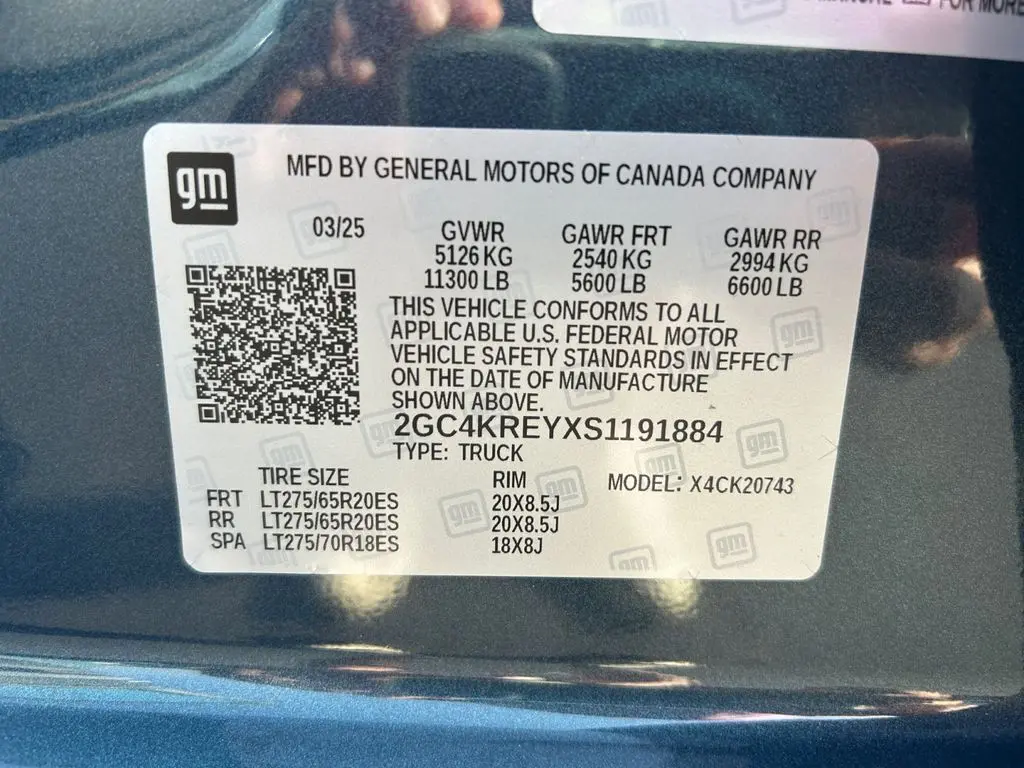 MANUAL FOR MORE
gm
MFD BY GENERAL MOTORS OF CANADA COMPANY
03/25 GVWR GAWR FRT GAWR RR
5126 KG 2540 KG 2994 KG
11300 LB 5600 LB 6600 LB
THIS VEHICLE CONFORMS TO ALL
APPLICABLE U.S. FEDERAL MOTOR
VEHICLE SAFETY STANDARDS IN EFFECT
ON THE DATE OF MANUFACTURE
SHOWN ABOVE.
2GC4KREYXS1191884
TYPE: TRUCK
TIRE SIZE RIM MODEL: X4CK20743
FRT LT275/65R20ES 20X8.5J
RR LT275/65R20ES 20X8.5J
SPA LT275/70R18ES 18X8J